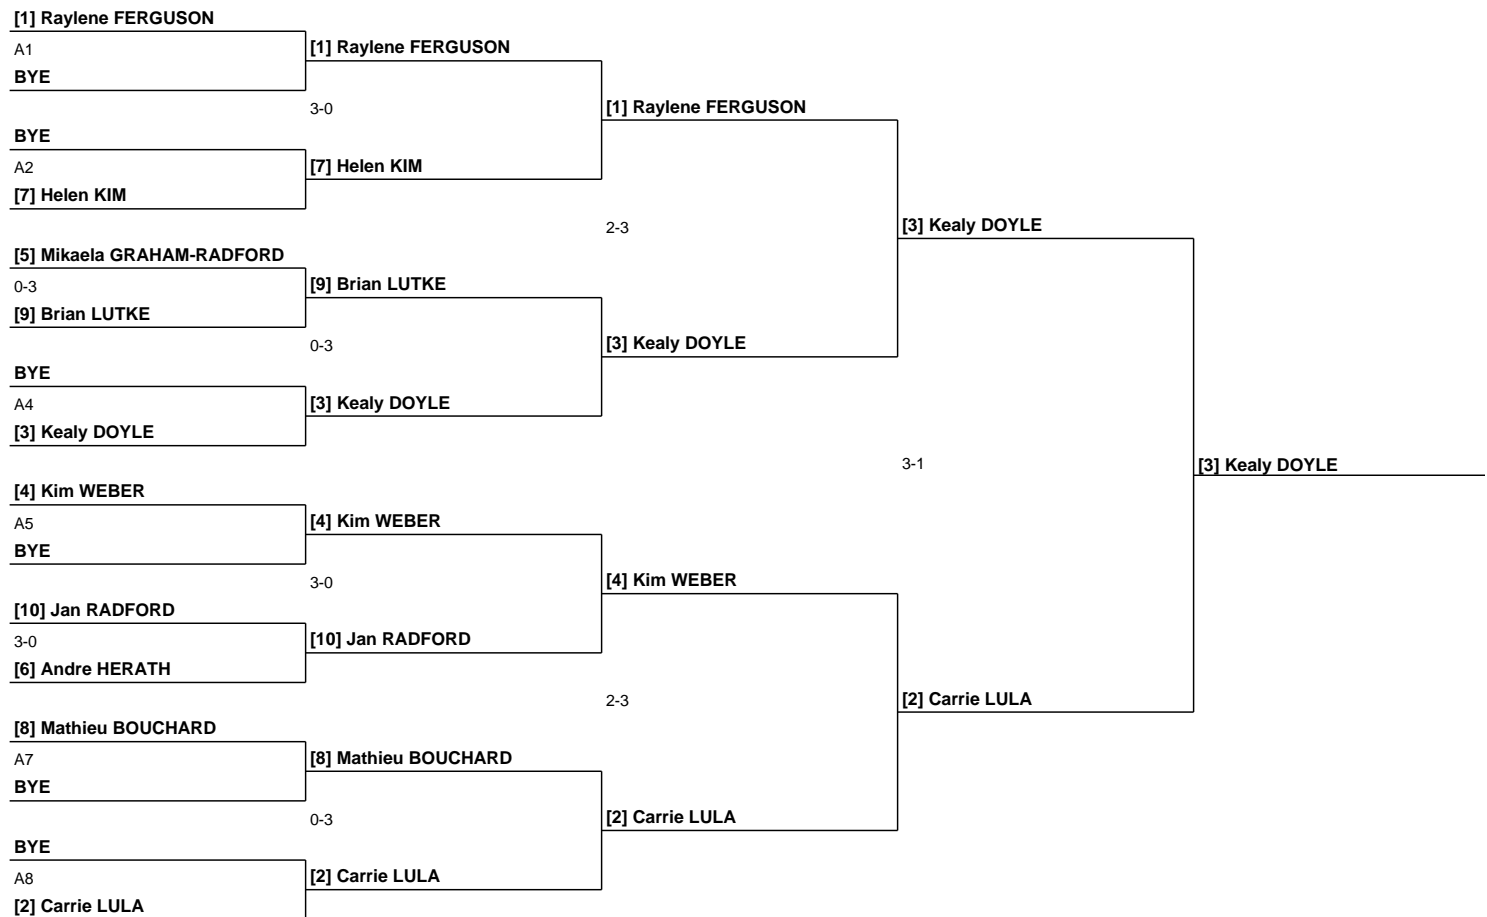 [1] Raylene FERGUSON
A1
[1] Raylene FERGUSON
BYE
3-0
[1] Raylene FERGUSON
BYE
A2
[7] Helen KIM
[7] Helen KIM
2-3
[3] Kealy DOYLE
[5] Mikaela GRAHAM-RADFORD
0-3
[9] Brian LUTKE
[9] Brian LUTKE
0-3
[3] Kealy DOYLE
BYE
A4
[3] Kealy DOYLE
[3] Kealy DOYLE
3-1
[3] Kealy DOYLE
[4] Kim WEBER
A5
[4] Kim WEBER
BYE
3-0
[4] Kim WEBER
[10] Jan RADFORD
3-0
[10] Jan RADFORD
[6] Andre HERATH
2-3
[2] Carrie LULA
[8] Mathieu BOUCHARD
A7
[8] Mathieu BOUCHARD
BYE
0-3
[2] Carrie LULA
BYE
A8
[2] Carrie LULA
[2] Carrie LULA